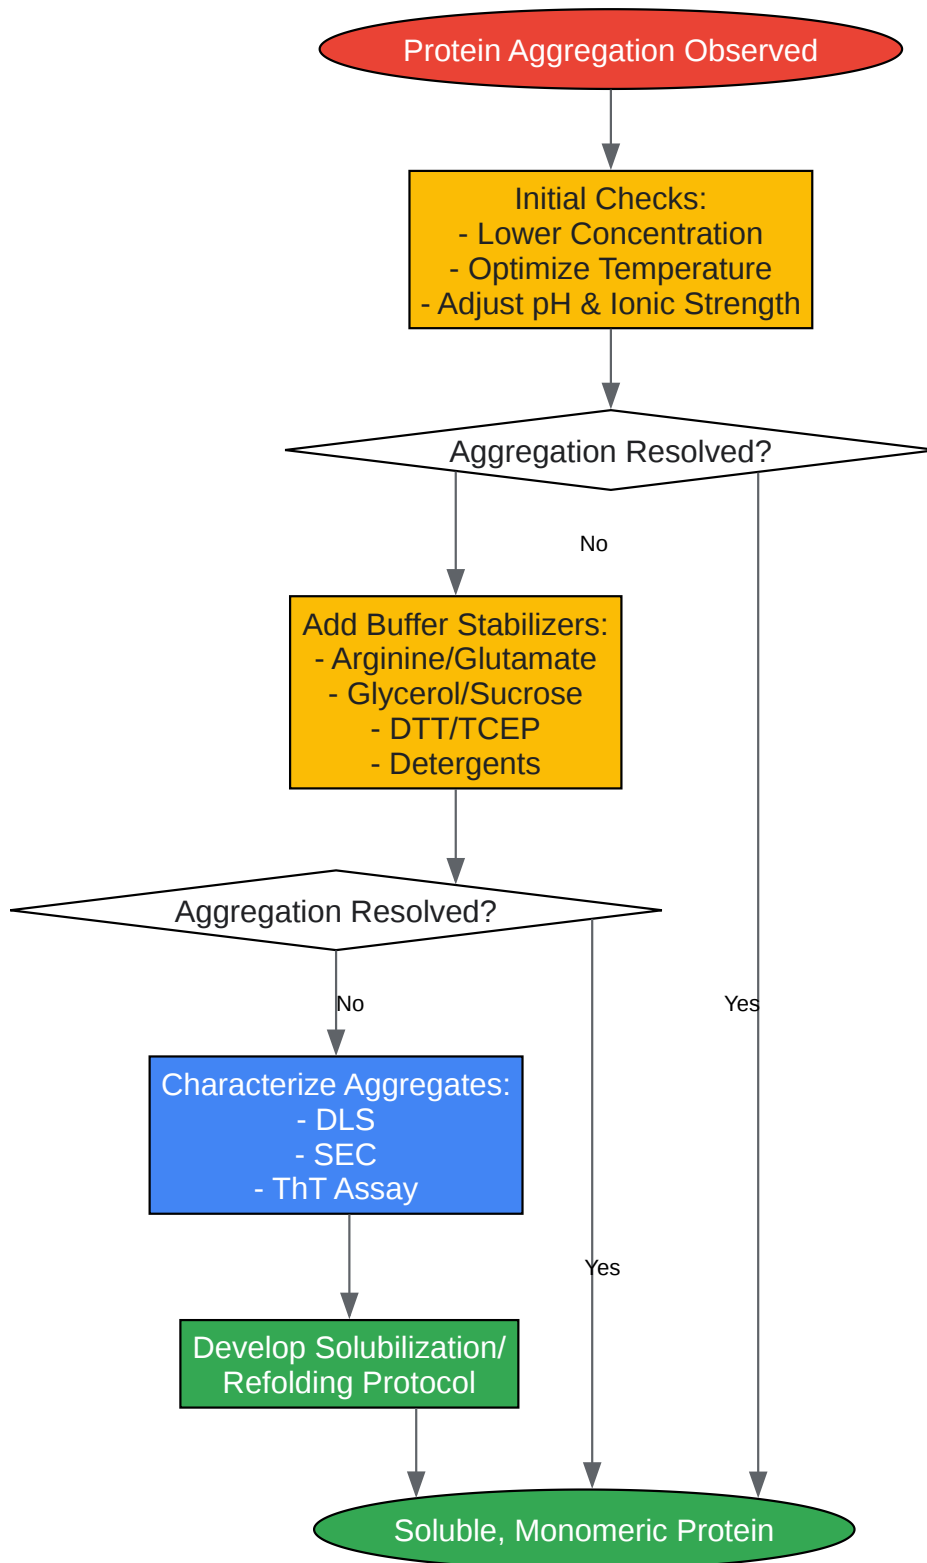 Protein Aggregation Observed
Initial Checks:
- Lower Concentration
- Optimize Temperature
- Adjust pH & Ionic Strength
Aggregation Resolved?
No
Add Buffer Stabilizers:
- Arginine/Glutamate
- Glycerol/Sucrose
- DTT/TCEP
- Detergents
Aggregation Resolved?
No
Yes
Characterize Aggregates:
- DLS
- SEC
- ThT Assay
Yes
Develop Solubilization/
Refolding Protocol
Soluble, Monomeric Protein